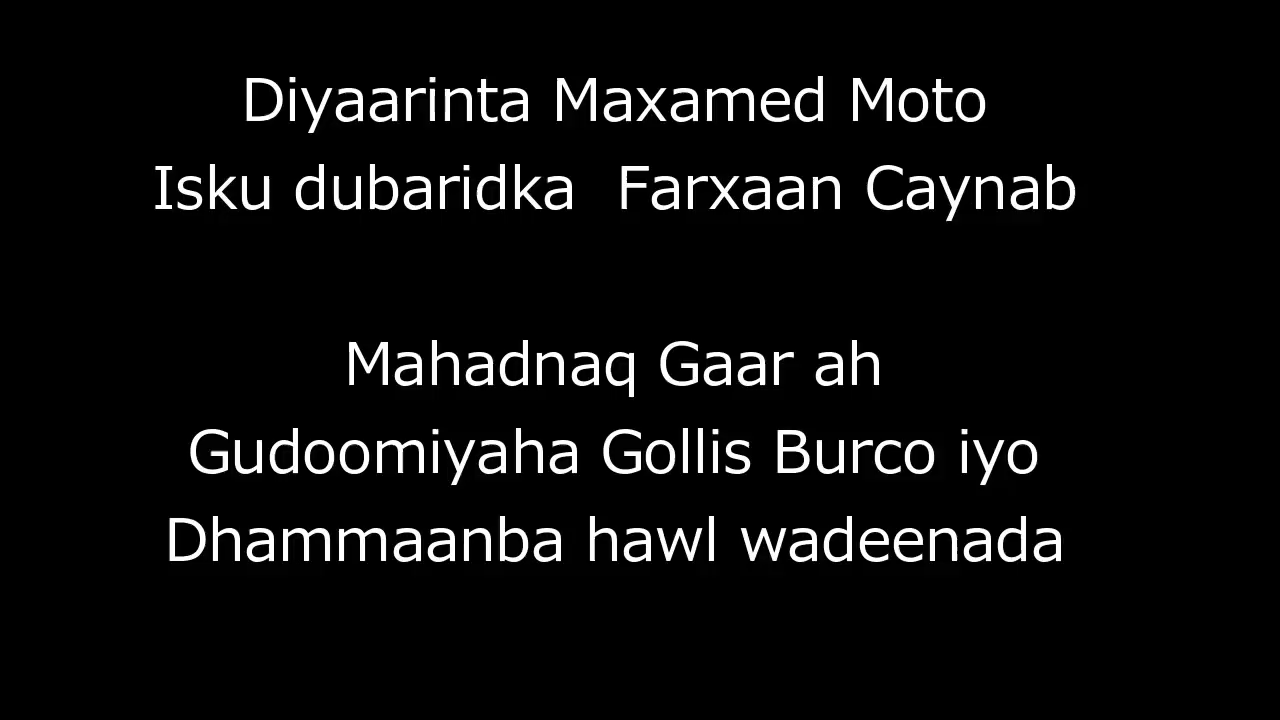 Diyaarinta Maxamed Moto
Isku dubaridka  Farxaan Caynab
Mahadnaq Gaar ah
Gudoomiyaha Gollis Burco iyo
Dhammaanba hawl wadeenada